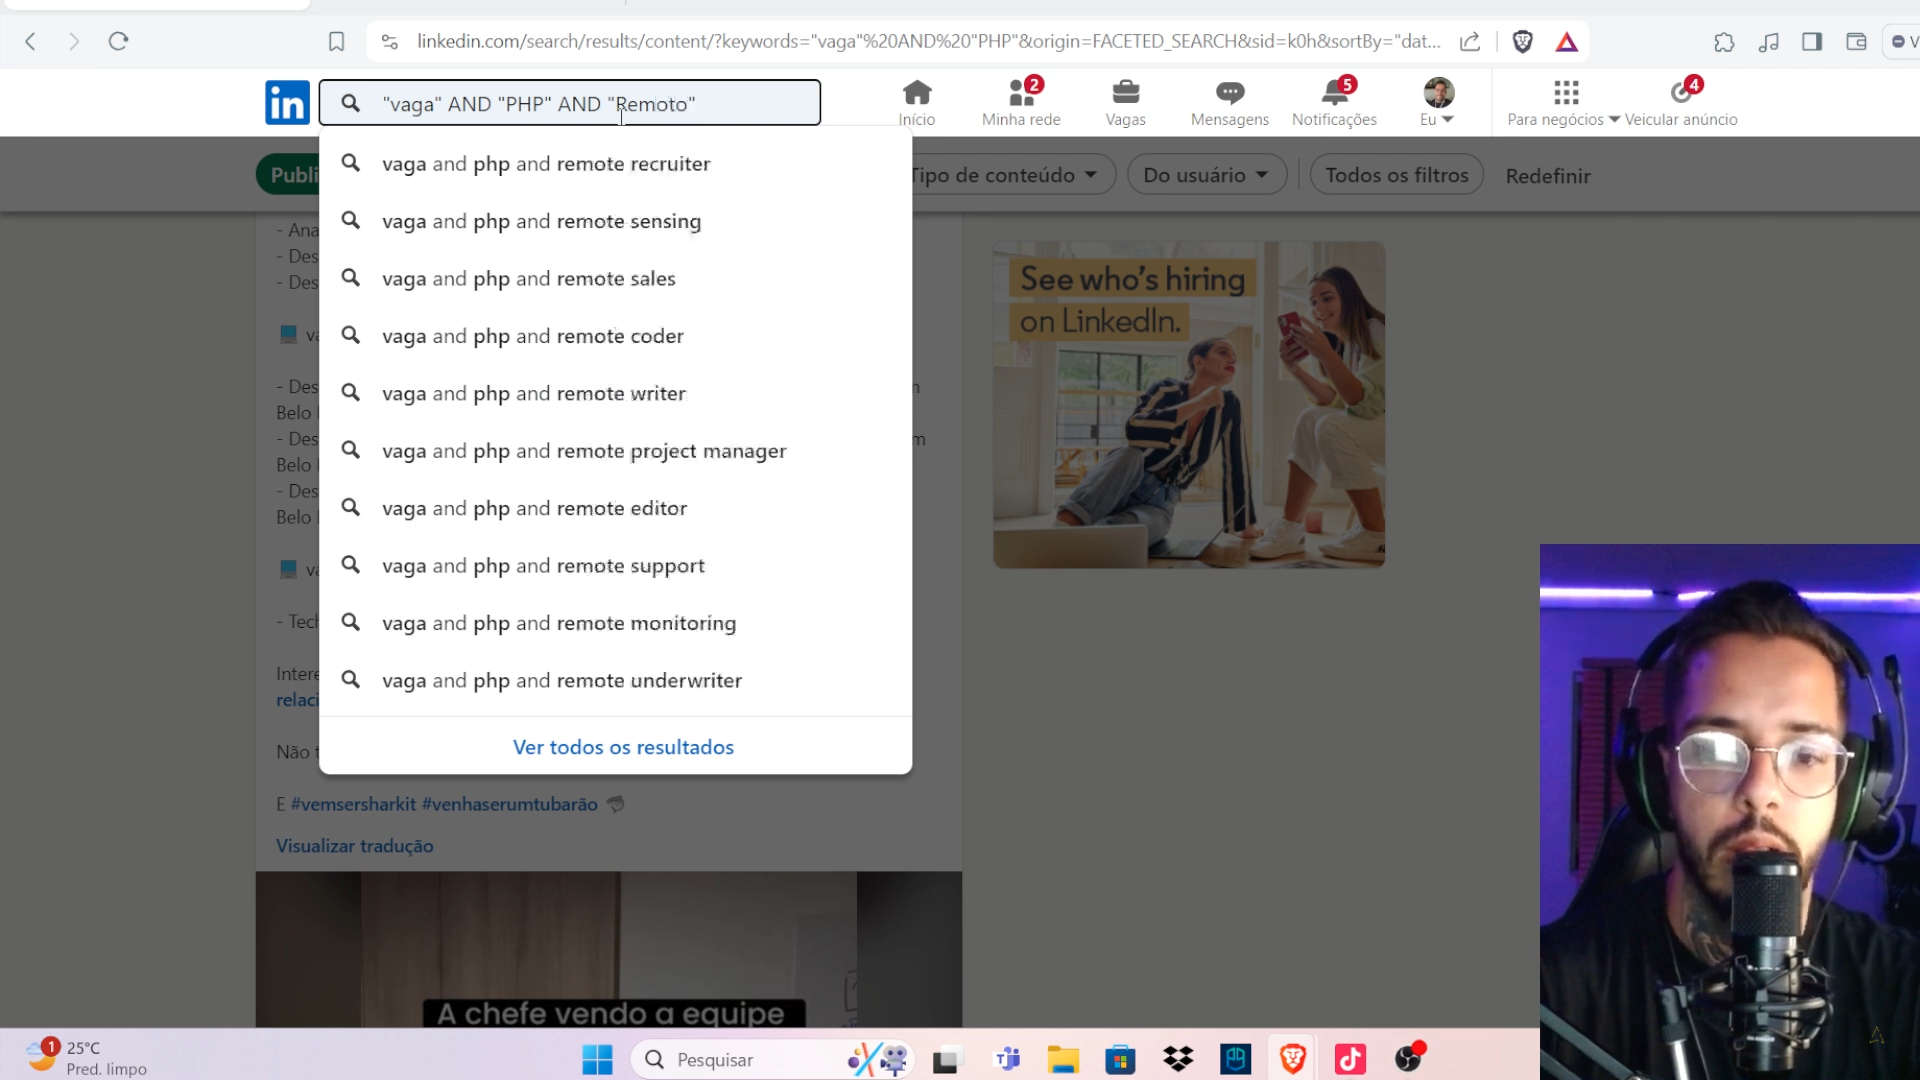 linkedin.com/search/results/content/?keywords="vaga"%20AND%20"PHP"&origin=FACETED_SEARCH&sid=k0h&sortBy="dat...
V
in
"vaga" AND "PHP" AND "Remoto"
Início
2
Minha rede
Vagas
Mensagens
5
Notificações
Eu
Para negócios
4
Veicular anúncio
Publi
Tipo de conteúdo
Do usuário
Todos os filtros
Redefinir
vaga and php and remote recruiter
vaga and php and remote sensing
vaga and php and remote sales
vaga and php and remote coder
vaga and php and remote writer
vaga and php and remote project manager
vaga and php and remote editor
vaga and php and remote support
vaga and php and remote monitoring
vaga and php and remote underwriter
Ver todos os resultados
- Ana
- Des
- Des
va
- Des
Belo
- Des
Belo
- Des
Belo
va
- Tech
Intere
relaci
Não t
E #vemsersharkit #venhaserumtubarão
Visualizar tradução
See who's hiring
on LinkedIn.
A chefe vendo a equipe
1
25°C
Pred. limpo
Pesquisar